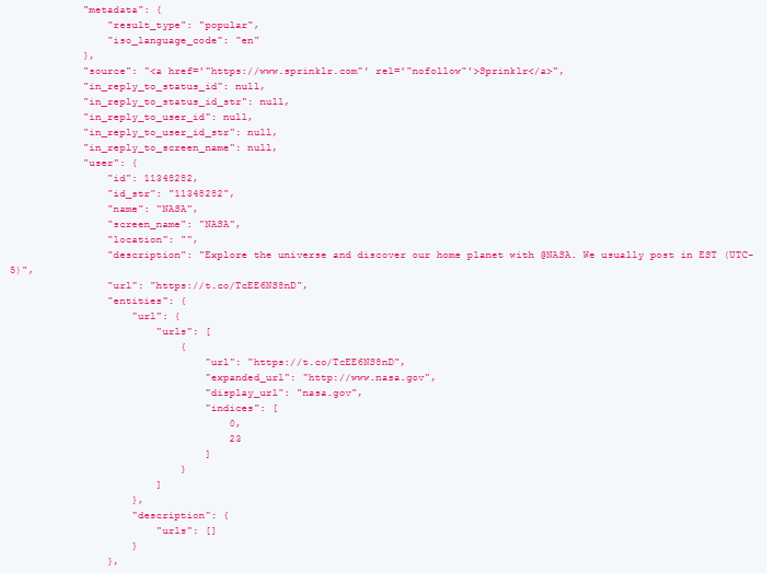 "metadata": {
"result_type": "popular",
"iso_language_code": "en"
},
"source": "<a href='"https://www.sprinklr.com"' rel='"nofollow"'>Sprinklr</a>",
"in_reply_to_status_id": null,
"in_reply_to_status_id_str": null,
"in_reply_to_user_id": null,
"in_reply_to_user_id_str": null,
"in_reply_to_screen_name": null,
"user": {
"id": 11348282,
"id_str": "11348282",
"name": "NASA",
"screen_name": "NASA",
"location": "",
"description": "Explore the universe and discover our home planet with @NASA. We usually post in EST (UTC-
5)",
"url": "https://t.co/TcEE6NS8nD",
"entities": {
"url": {
"urls": [
{
"url": "https://t.co/TcEE6NS8nD",
"expanded_url": "http://www.nasa.gov",
"display_url": "nasa.gov",
"indices": [
0,
23
]
}
]
},
"description": {
"urls": []
}
},